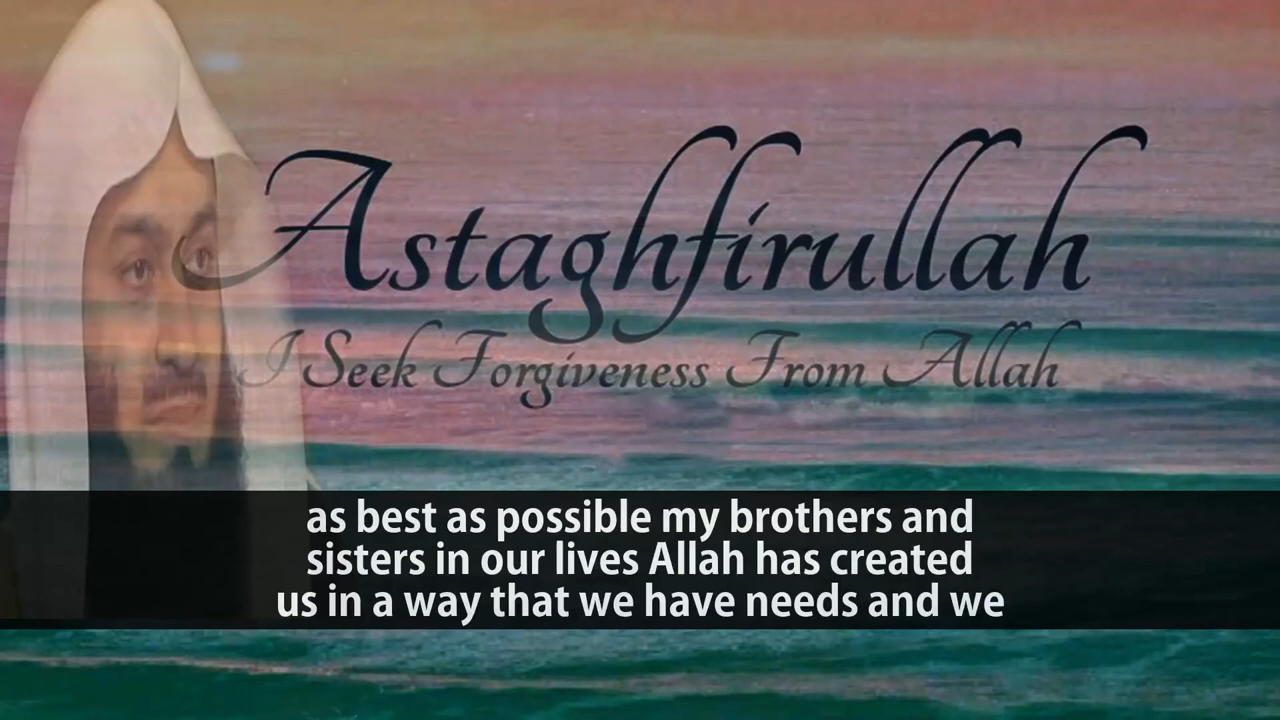 Astaghfirullah
I Seek Forgiveness From Allah
as best as possible my brothers and
sisters in our lives Allah has created
us in a way that we have needs and we